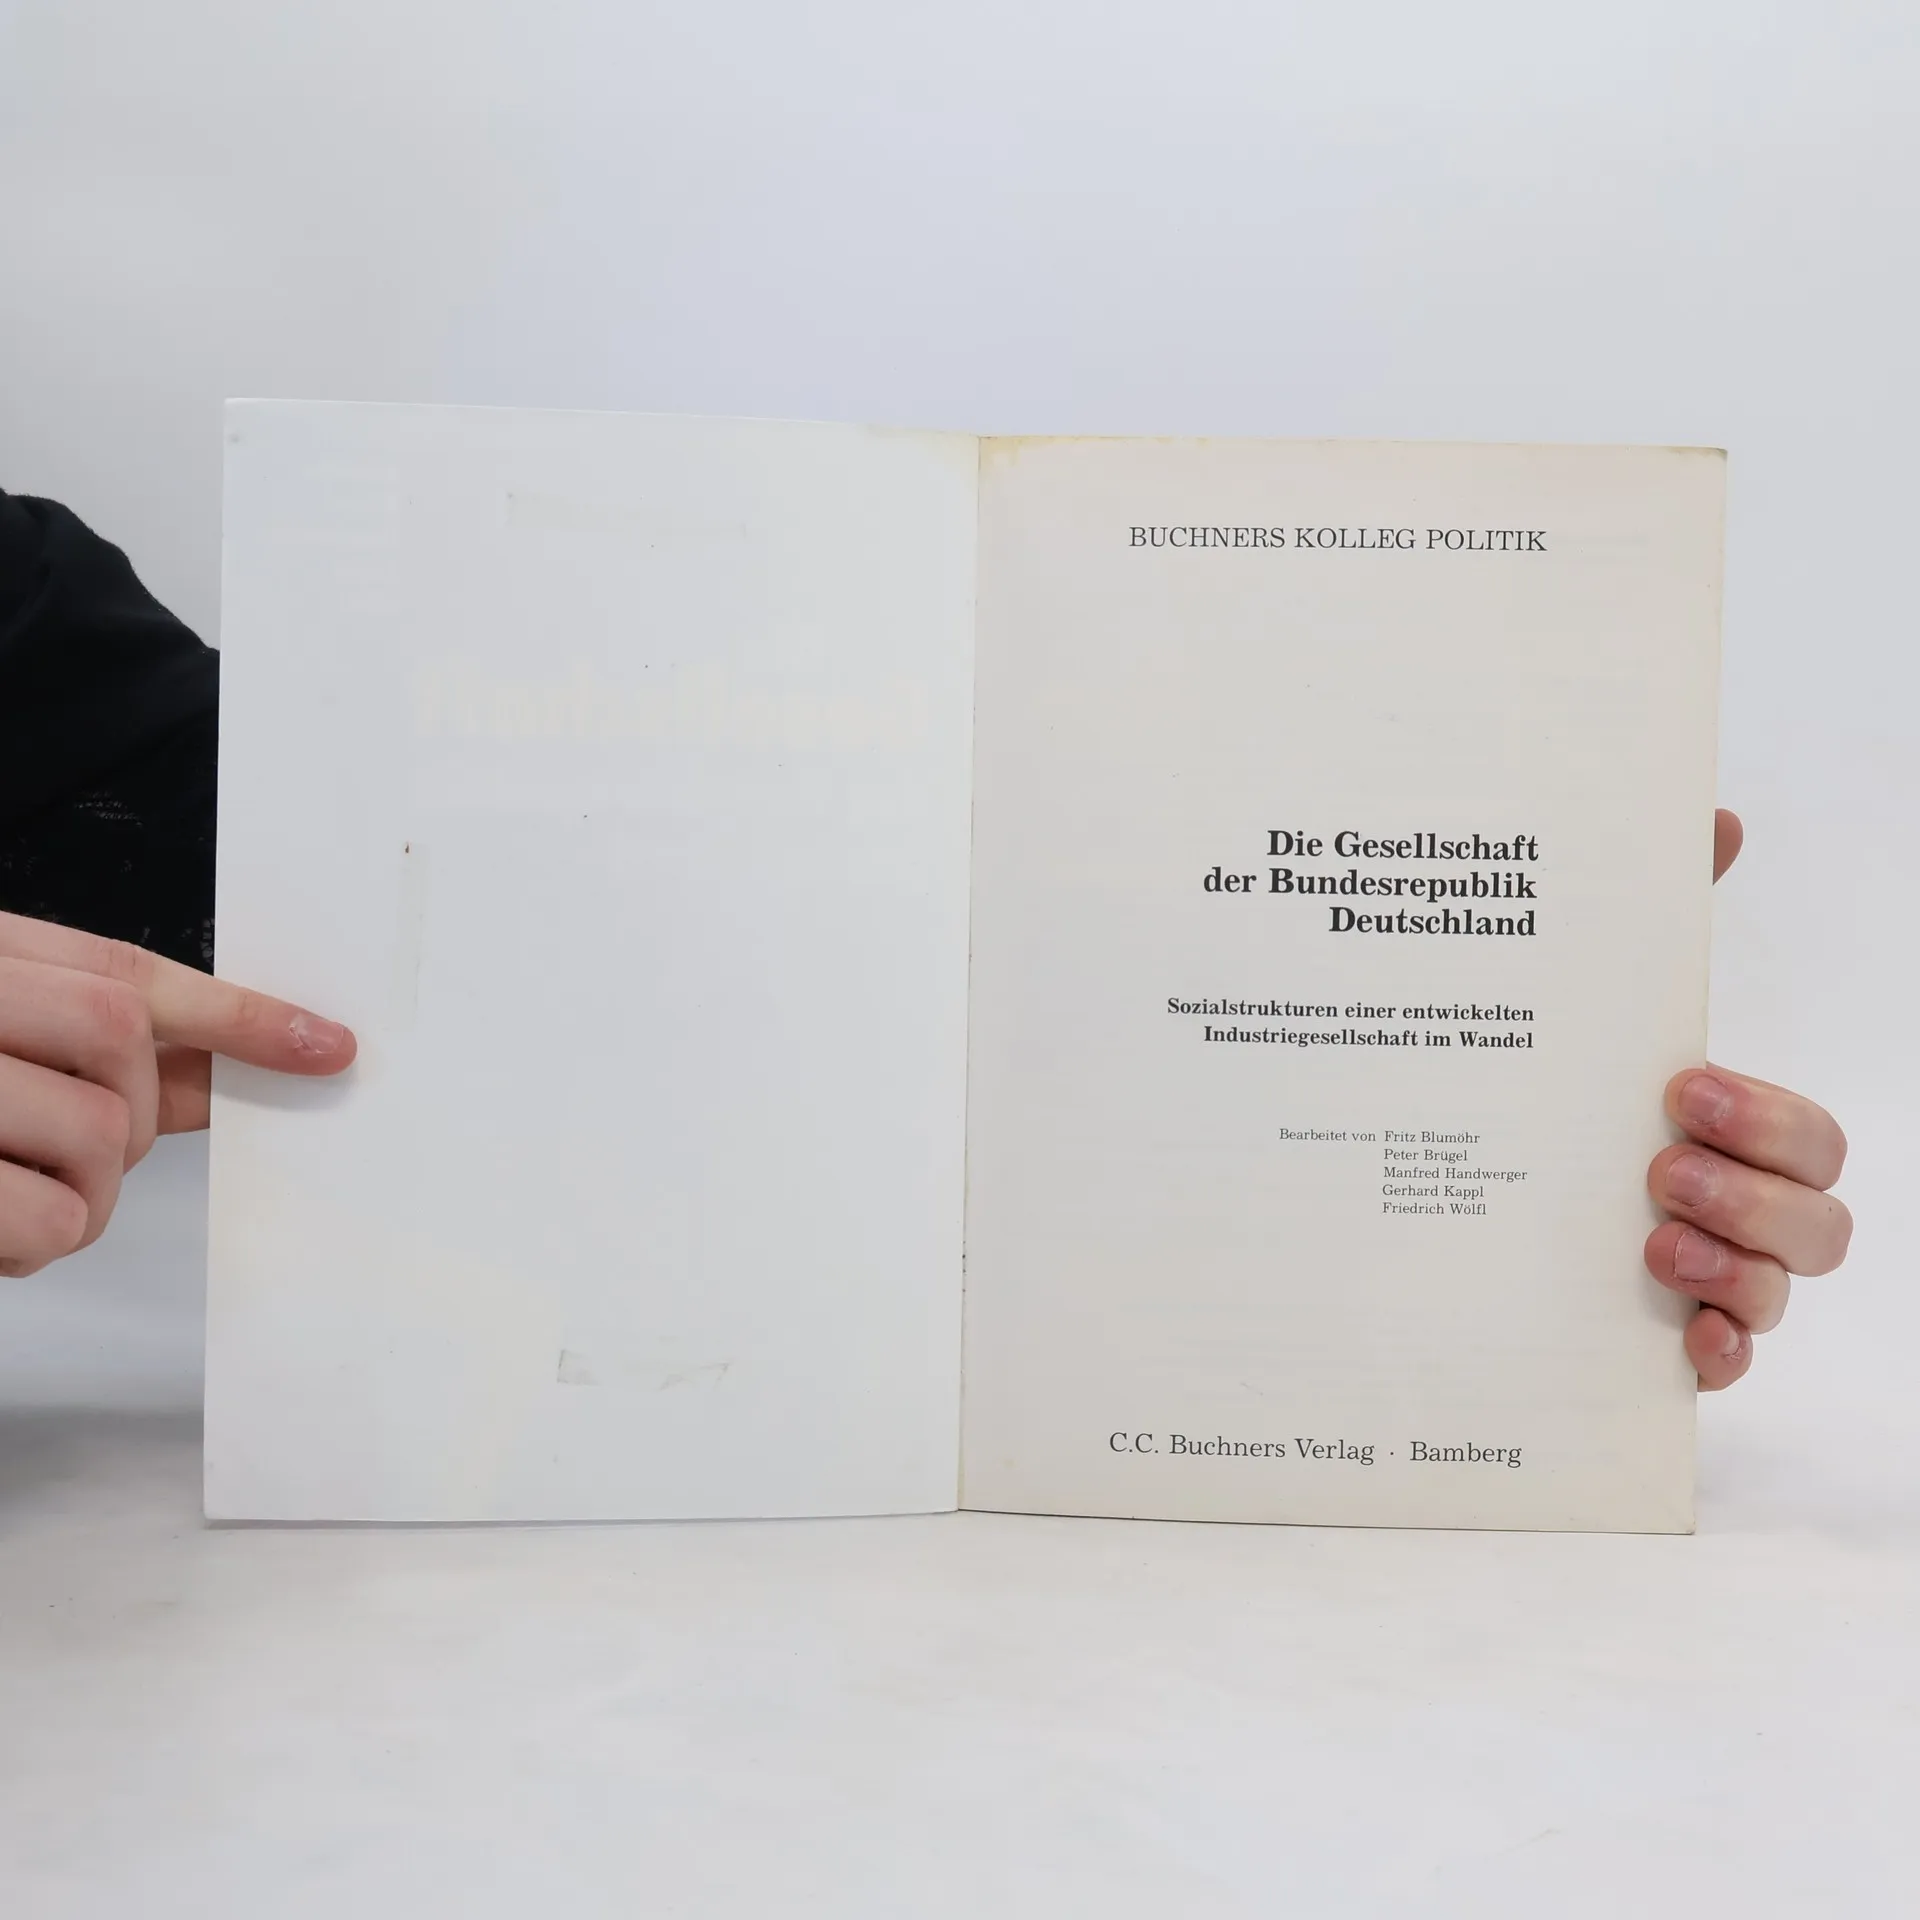 BUCHNERS KOLLEG POLITIK
Die Gesellschaft
der Bundesrepublik
Deutschland
Sozialstrukturen einer entwickelten
Industriegesellschaft im Wandel
Bearbeitet von Fritz Blumöhr
Peter Brügel
Manfred Handwerger
Gerhard Kappl
Friedrich Wölfl
C.C. Buchners Verlag · Bamberg